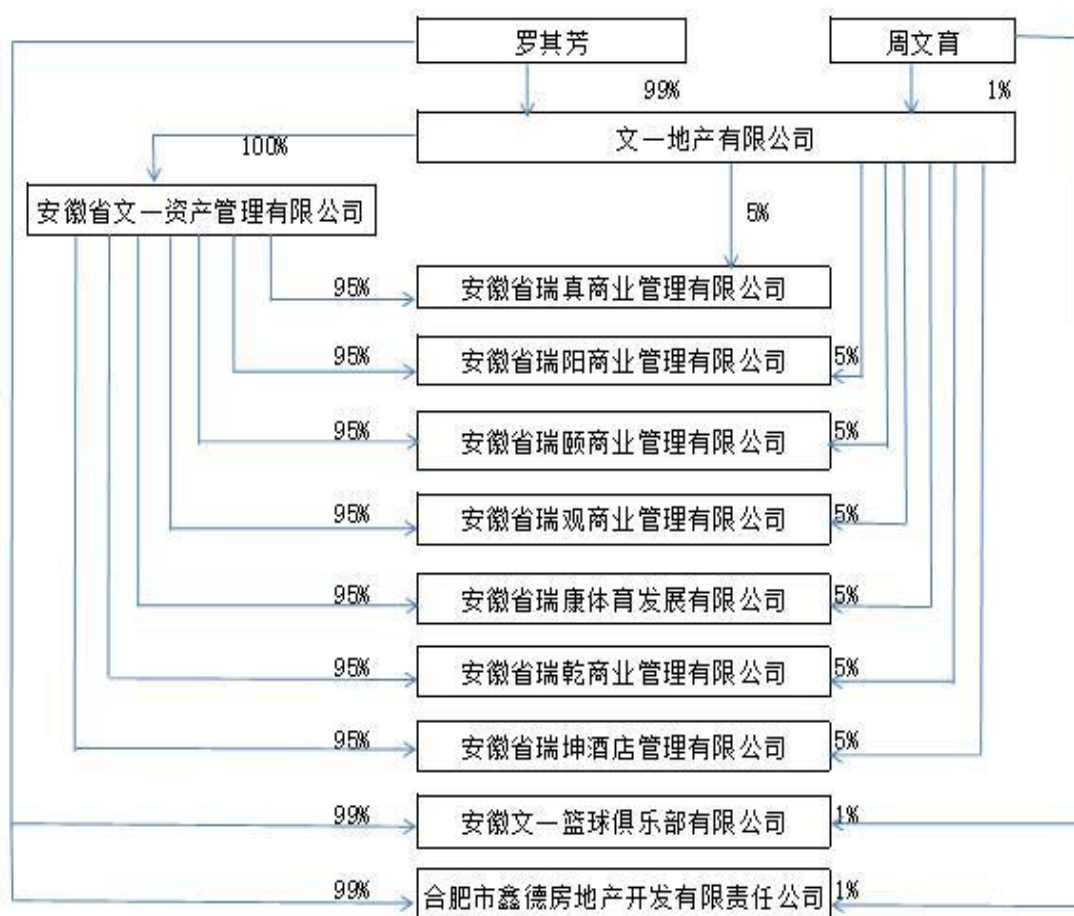 罗其芳
周文育
99%
1%
文一地产有限公司
100%
安徽省文一资产管理有限公司
5%
95%
安徽省瑞真商业管理有限公司
95%
安徽省瑞阳商业管理有限公司
5%
95%
安徽省瑞颐商业管理有限公司
5%
95%
安徽省瑞观商业管理有限公司
5%
95%
安徽省瑞康体育发展有限公司
5%
95%
安徽省瑞乾商业管理有限公司
5%
95%
安徽省瑞坤酒店管理有限公司
5%
99%
安徽文一篮球俱乐部有限公司
1%
99%
合肥市鑫德房地产开发有限责任公司
1%